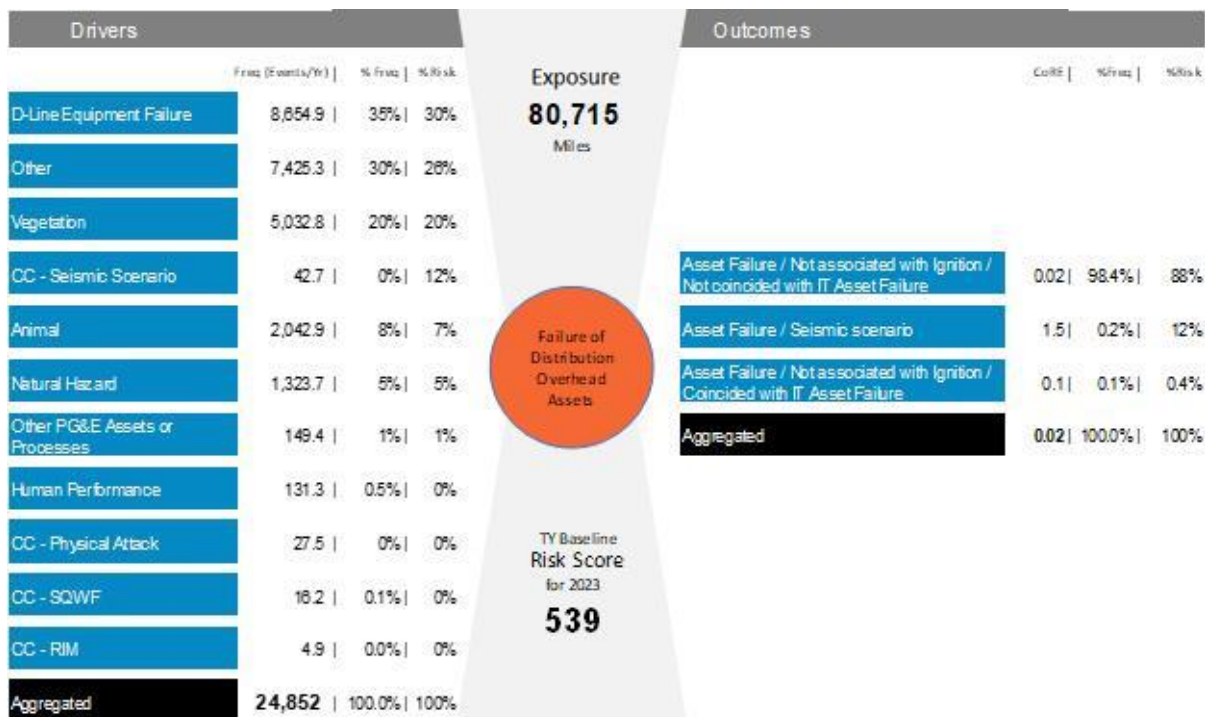 Drivers
Freq (Events/Yr) | % Freq | % Risk
D-Line Equipment Failure 8,654.9 | 35% | 30%
Other 7,425.3 | 30% | 26%
Vegetation 5,032.8 | 20% | 20%
CC - Seismic Scenario 42.7 | 0% | 12%
Animal 2,042.9 | 8% | 7%
Natural Hazard 1,323.7 | 5% | 5%
Other PG&E Assets or
Processes 149.4 | 1% | 1%
Human Performance 131.3 | 0.5% | 0%
CC - Physical Attack 27.5 | 0% | 0%
CC - SQWF 16.2 | 0.1% | 0%
CC - RIM 4.9 | 0.0% | 0%
Aggregated 24,852 | 100.0% | 100%
Exposure
80,715
Miles
Failure of
Distribution
Overhead
Assets
TY Baseline
Risk Score
for 2023
539
Outcomes
CoRE | %Freq | %Risk
Asset Failure / Not associated with Ignition /
Not coincided with IT Asset Failure 0.02 | 98.4% | 88%
Asset Failure / Seismic scenario 1.5 | 0.2% | 12%
Asset Failure / Not associated with Ignition /
Coincided with IT Asset Failure 0.1 | 0.1% | 0.4%
Aggregated 0.02 | 100.0% | 100%